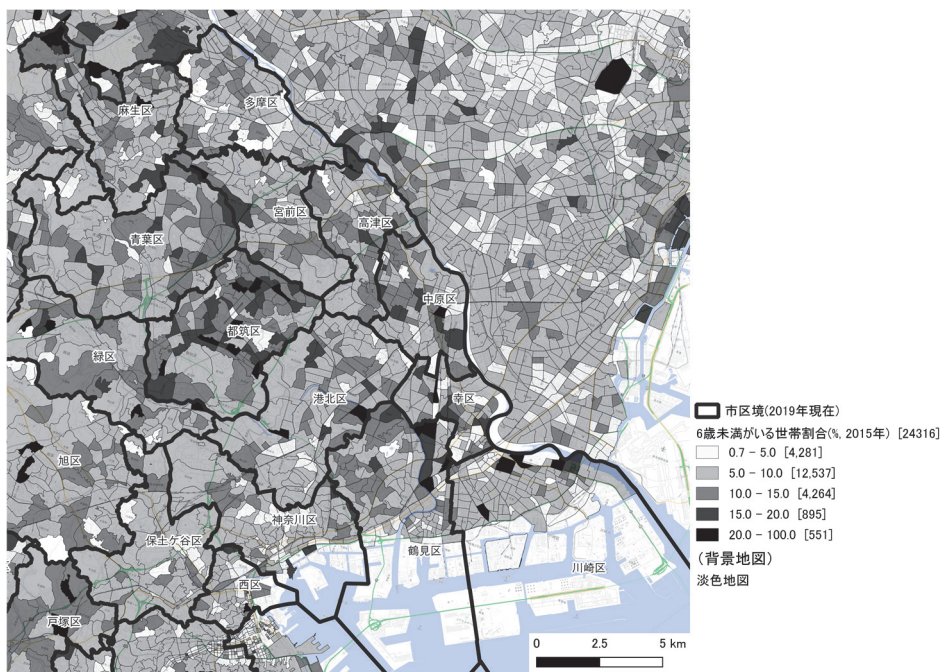 麻生区
多摩区
宮前区
高津区
青葉区
中原区
都筑区
緑区
港北区
幸区
旭区
神奈川区
保土ケ谷区
鶴見区
川崎区
西区
戸塚区
市区境(2019年現在)
6歳未満がいる世帯割合(%, 2015年) [24316]
0.7 - 5.0 [4,281]
5.0 - 10.0 [12,537]
10.0 - 15.0 [4,264]
15.0 - 20.0 [895]
20.0 - 100.0 [551]
(背景地図)
淡色地図
0 2.5 5 km